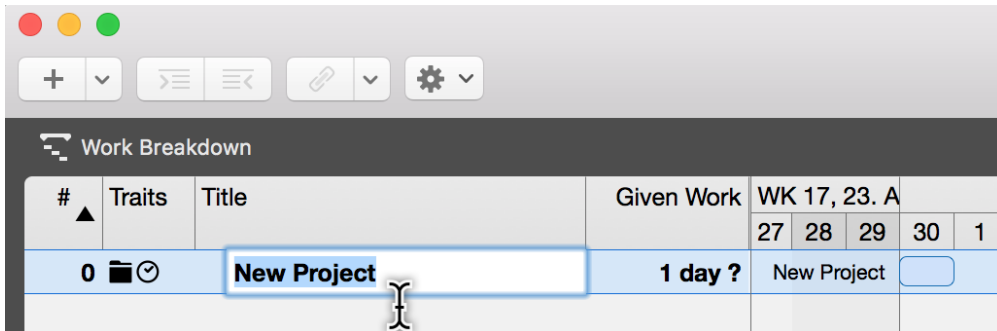 Work Breakdown
# Traits Title Given Work WK 17, 23. A
27 28 29 30 1
0 New Project 1 day ? New Project